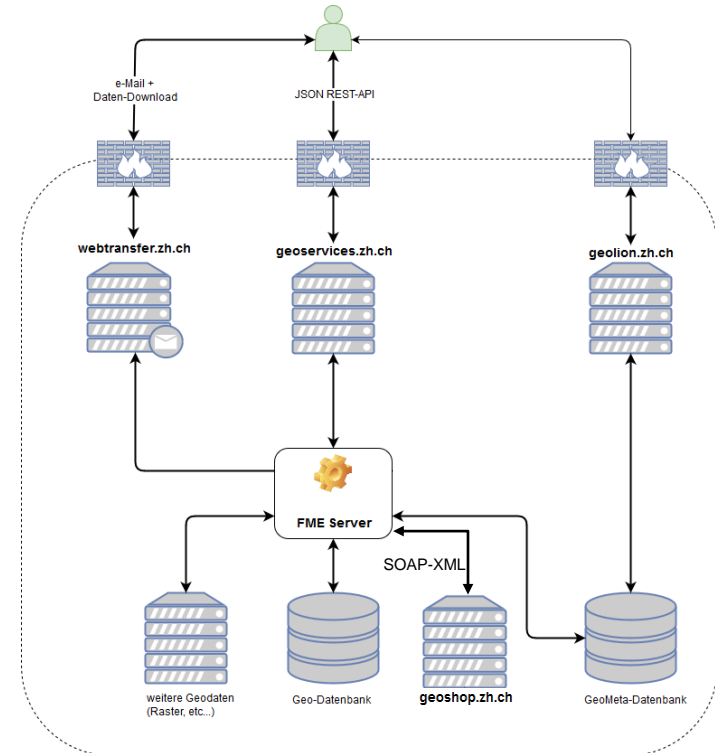 e-Mail +
Daten-Download
JSON REST-API
webtransfer.zh.ch
geoservices.zh.ch
geolion.zh.ch
FME Server
SOAP-XML
weitere Geodaten
(Raster, etc...)
Geo-Datenbank
geoshop.zh.ch
GeoMeta-Datenbank